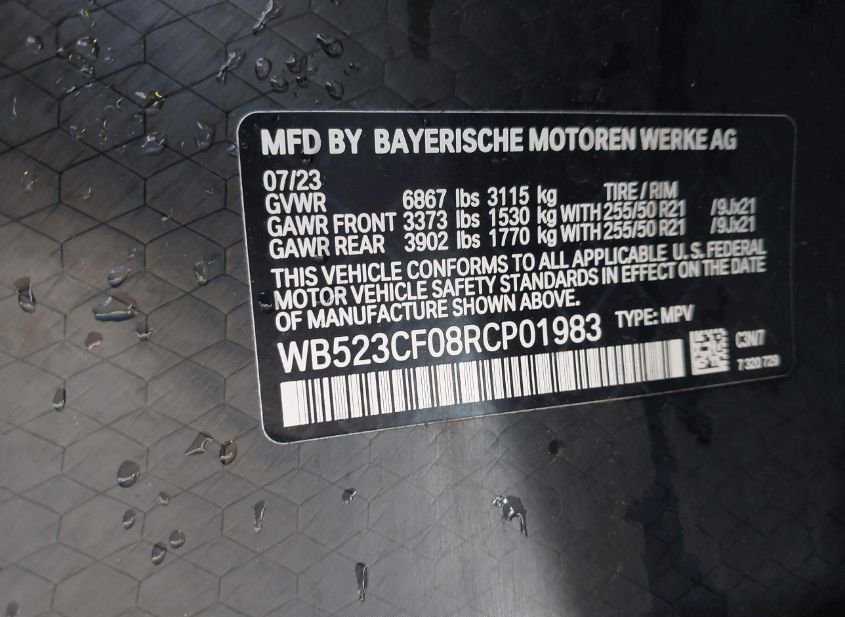 MFD BY BAYERISCHE MOTOREN WERKE AG
07/23 TIRE / RIM
GVWR 6867 lbs 3115 kg
GAWR FRONT 3373 lbs 1530 kg WITH 255/50 R21 /9Jx21
GAWR REAR 3902 lbs 1770 kg WITH 255/50 R21 /9Jx21
THIS VEHICLE CONFORMS TO ALL APPLICABLE U.S. FEDERAL
MOTOR VEHICLE SAFETY STANDARDS IN EFFECT ON THE DATE
OF MANUFACTURE SHOWN ABOVE.
WB523CF08RCP01983 TYPE: MPV
C3N7
7 320 729